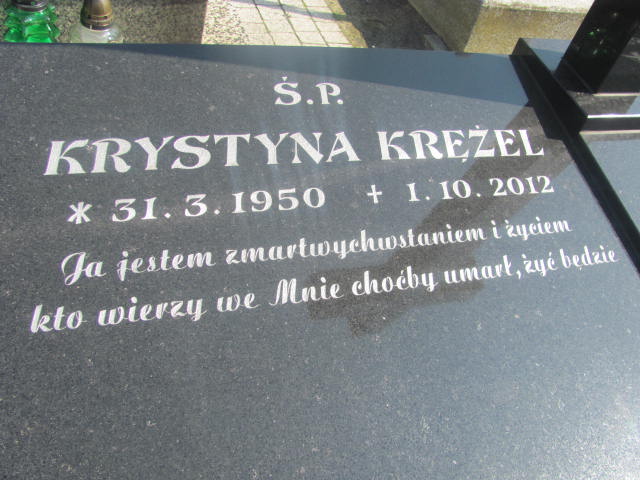 Ś.P.
KRYSTYNA KRĘŻEL
* 31.3.1950 + 1.10.2012
Ja jestem zmartwychwstaniem i życiem
kto wierzy we Mnie choćby umarł, żyć będzie